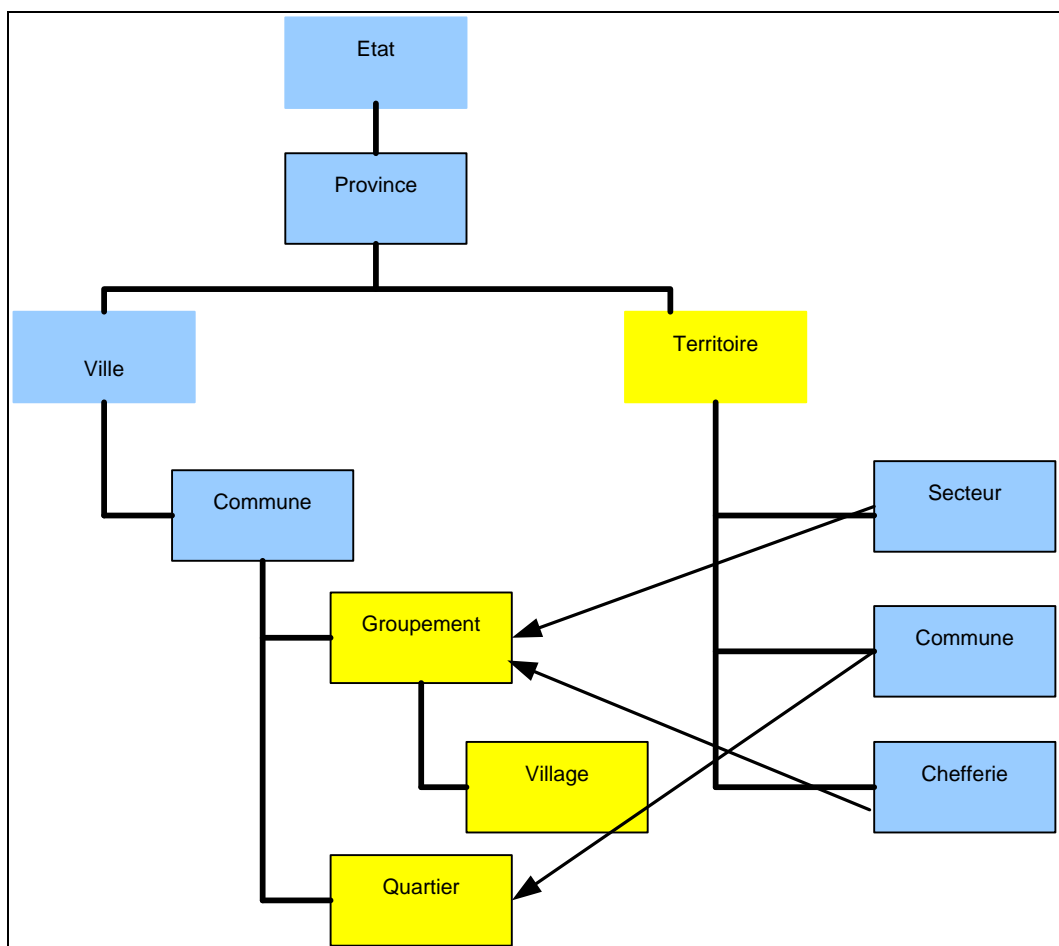 Etat
Province
Ville
Territoire
Commune
Secteur
Groupement
Commune
Village
Chefferie
Quartier